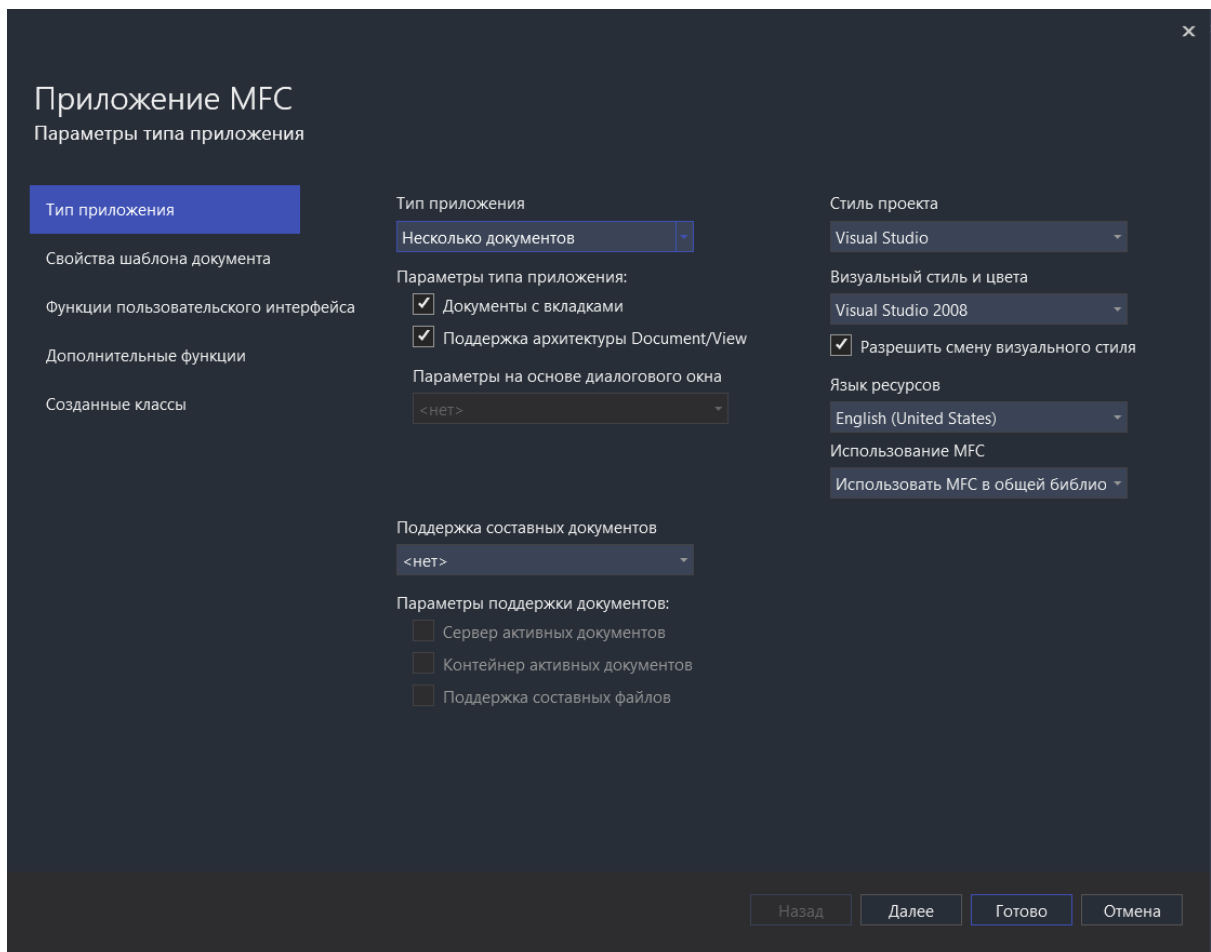 Приложение MFC
Параметры типа приложения
Тип приложения
Свойства шаблона документа
Функции пользовательского интерфейса
Дополнительные функции
Созданные классы
Тип приложения
Несколько документов
Параметры типа приложения:
Документы с вкладками
Поддержка архитектуры Document/View
Параметры на основе диалогового окна
<нет>
Поддержка составных документов
<нет>
Параметры поддержки документов:
Сервер активных документов
Контейнер активных документов
Поддержка составных файлов
Стиль проекта
Visual Studio
Визуальный стиль и цвета
Visual Studio 2008
Разрешить смену визуального стиля
Язык ресурсов
English (United States)
Использование MFC
Использовать MFC в общей библио
Назад
Далее
Готово
Отмена